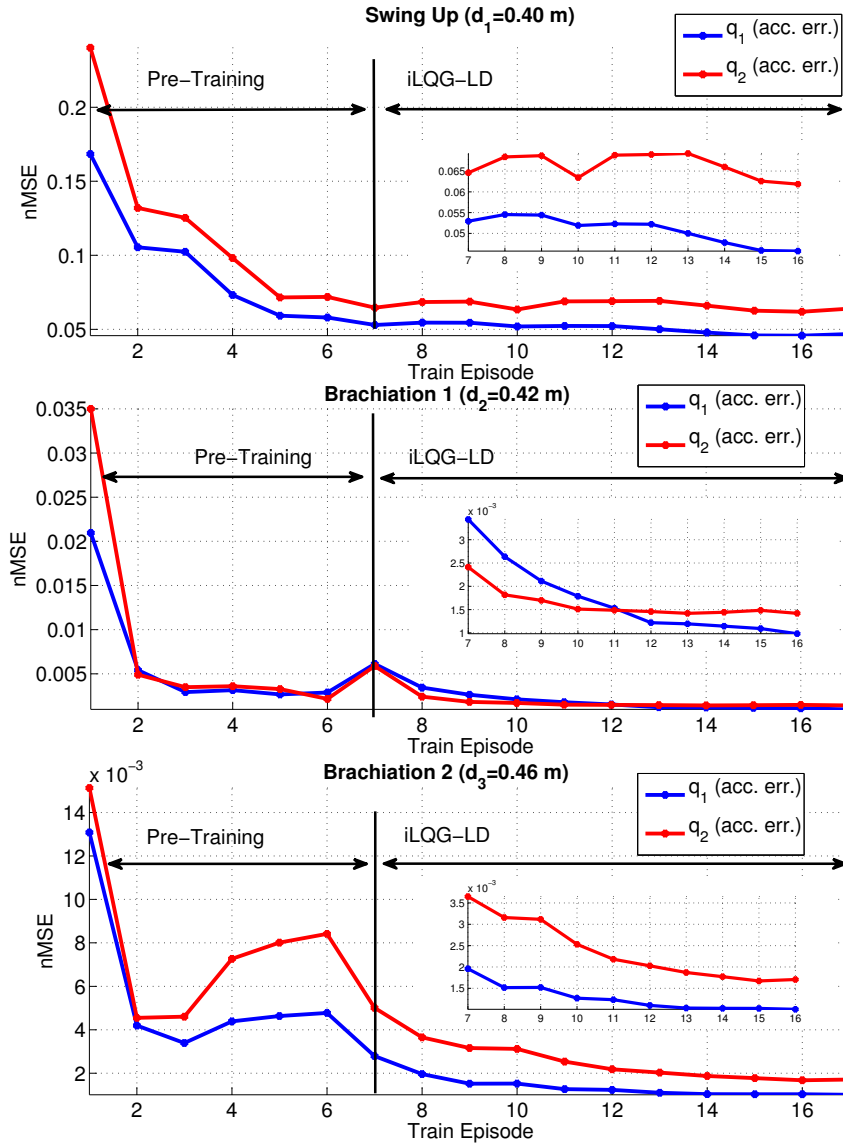 Swing Up (d1=0.40 m)
q1 (acc. err.)
q2 (acc. err.)
Pre−Training
iLQG−LD
0.2
0.15
0.1
0.05
nMSE
0.065
0.06
0.055
0.05
7 8 9 10 11 12 13 14 15 16
2 4 6 8 10 12 14 16
Train Episode
Brachiation 1 (d2=0.42 m)
q1 (acc. err.)
q2 (acc. err.)
Pre−Training
iLQG−LD
0.035
0.03
0.025
0.02
0.015
0.01
0.005
nMSE
x 10−3
3
2.5
2
1.5
1
7 8 9 10 11 12 13 14 15 16
2 4 6 8 10 12 14 16
Train Episode
Brachiation 2 (d3=0.46 m)
x 10−3
q1 (acc. err.)
q2 (acc. err.)
Pre−Training
iLQG−LD
14
12
10
8
6
4
2
nMSE
x 10−3
3.5
3
2.5
2
1.5
7 8 9 10 11 12 13 14 15 16
2 4 6 8 10 12 14 16
Train Episode